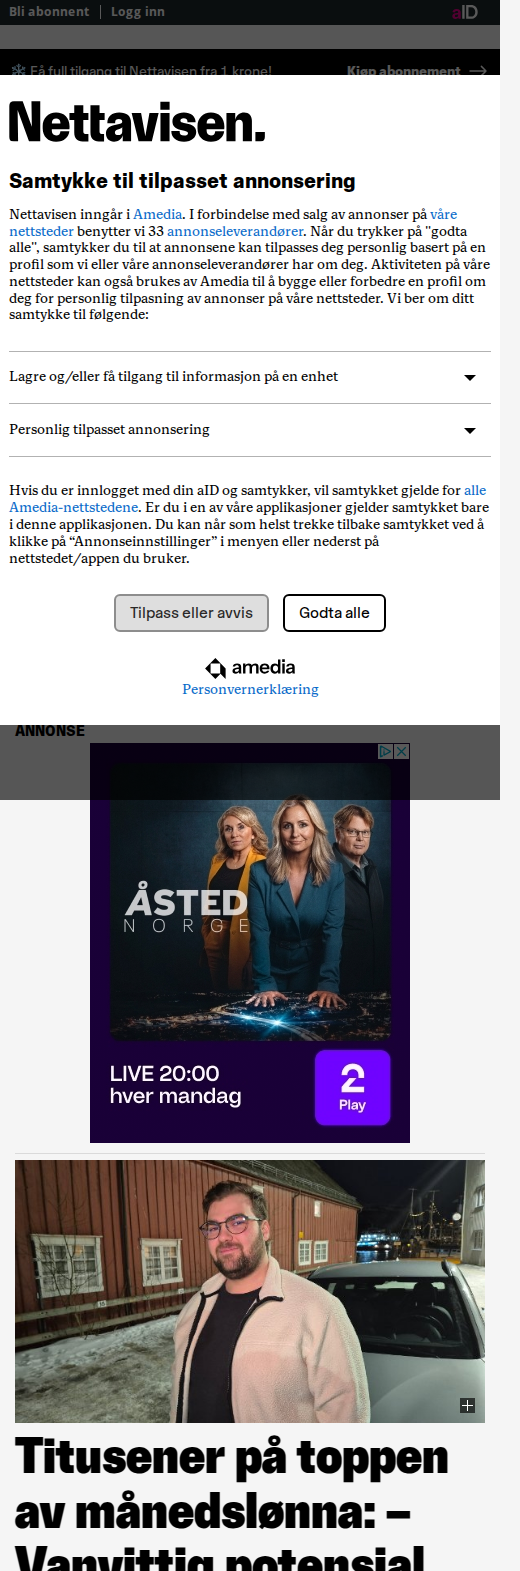 Bli abonnent
Logg inn
aID
Få full tilgang til Nettavisen fra 1 krone!
Kjøp abonnement
Nettavisen.
Samtykke til tilpasset annonsering
Nettavisen inngår i Amedia. I forbindelse med salg av annonser på våre
nettsteder benytter vi 33 annonseleverandører. Når du trykker på "godta
alle", samtykker du til at annonsene kan tilpasses deg personlig basert på en
profil som vi eller våre annonseleverandører har om deg. Aktiviteten på våre
nettsteder kan også brukes av Amedia til å bygge eller forbedre en profil om
deg for personlig tilpasning av annonser på våre nettsteder. Vi ber om ditt
samtykke til følgende:
Lagre og/eller få tilgang til informasjon på en enhet
Personlig tilpasset annonsering
Hvis du er innlogget med din aID og samtykker, vil samtykket gjelde for alle
Amedia-nettstedene. Er du i en av våre applikasjoner gjelder samtykket bare
i denne applikasjonen. Du kan når som helst trekke tilbake samtykket ved å
klikke på “Annonseinnstillinger” i menyen eller nederst på
nettstedet/appen du bruker.
Tilpass eller avvis
Godta alle
amedia
Personvernerklæring
ANNONSE
ÅSTED
NORGE
LIVE 20:00
hver mandag
2
Play
Titusener på toppen
av månedslønna: –
Vanvittig potensial